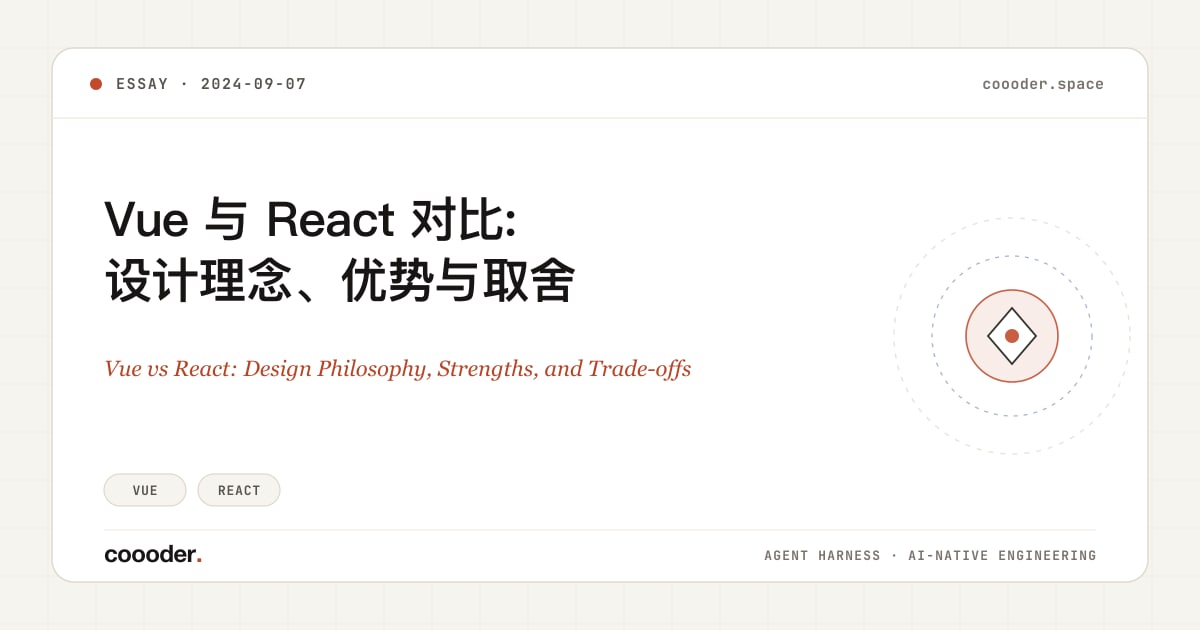 ESSAY · 2024-09-07
coooder.space
Vue 与 React 对比:
设计理念、优势与取舍
Vue vs React: Design Philosophy, Strengths, and Trade-offs
VUE
REACT
coooder.
AGENT HARNESS · AI-NATIVE ENGINEERING